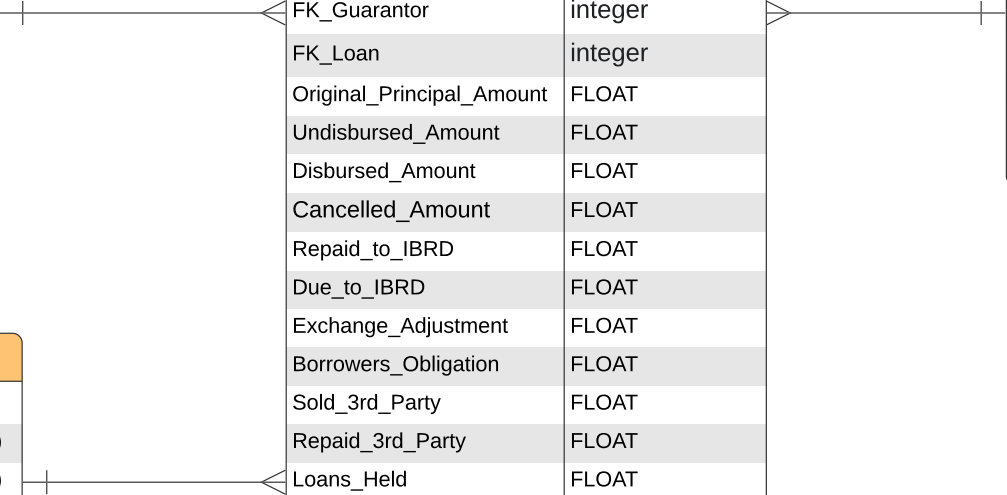 FK_Guarantor integer
FK_Loan integer
Original_Principal_Amount FLOAT
Undisbursed_Amount FLOAT
Disbursed_Amount FLOAT
Cancelled_Amount FLOAT
Repaid_to_IBRD FLOAT
Due_to_IBRD FLOAT
Exchange_Adjustment FLOAT
Borrowers_Obligation FLOAT
Sold_3rd_Party FLOAT
) Repaid_3rd_Party FLOAT
) Loans_Held FLOAT